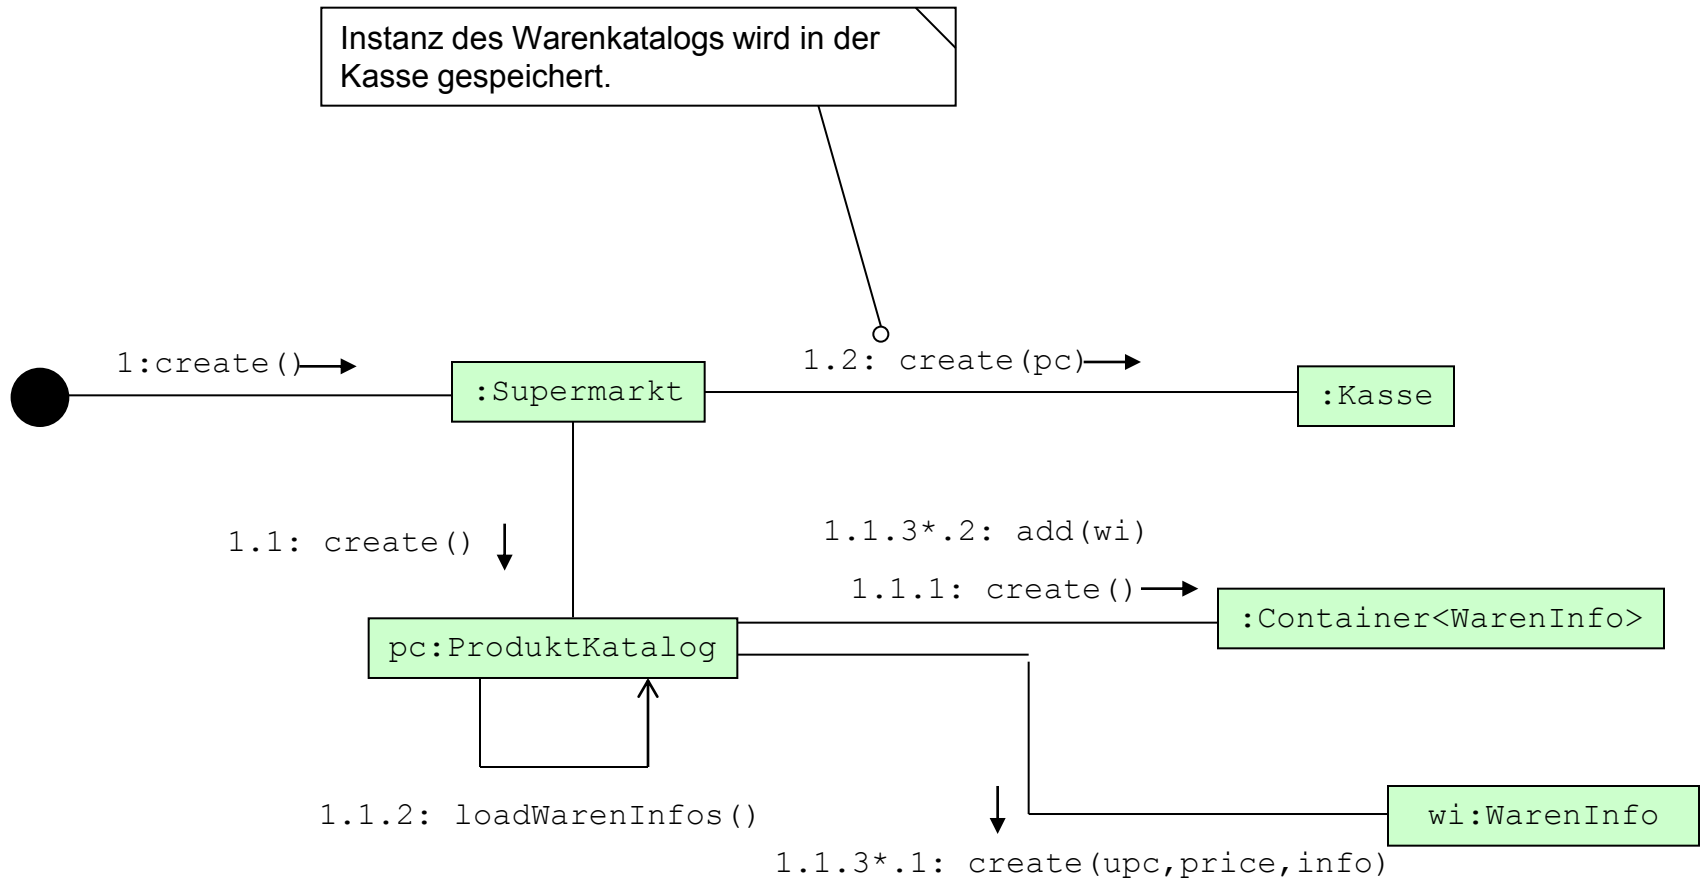 Instanz des Warenkatalogs wird in der
Kasse gespeichert.
1:create()
:Supermarkt
1.2: create(pc)
:Kasse
1.1: create()
1.1.3*.2: add(wi)
1.1.1: create()
:Container<WarenInfo>
pc:ProduktKatalog
1.1.2: loadWarenInfos()
wi:WarenInfo
1.1.3*.1: create(upc,price,info)